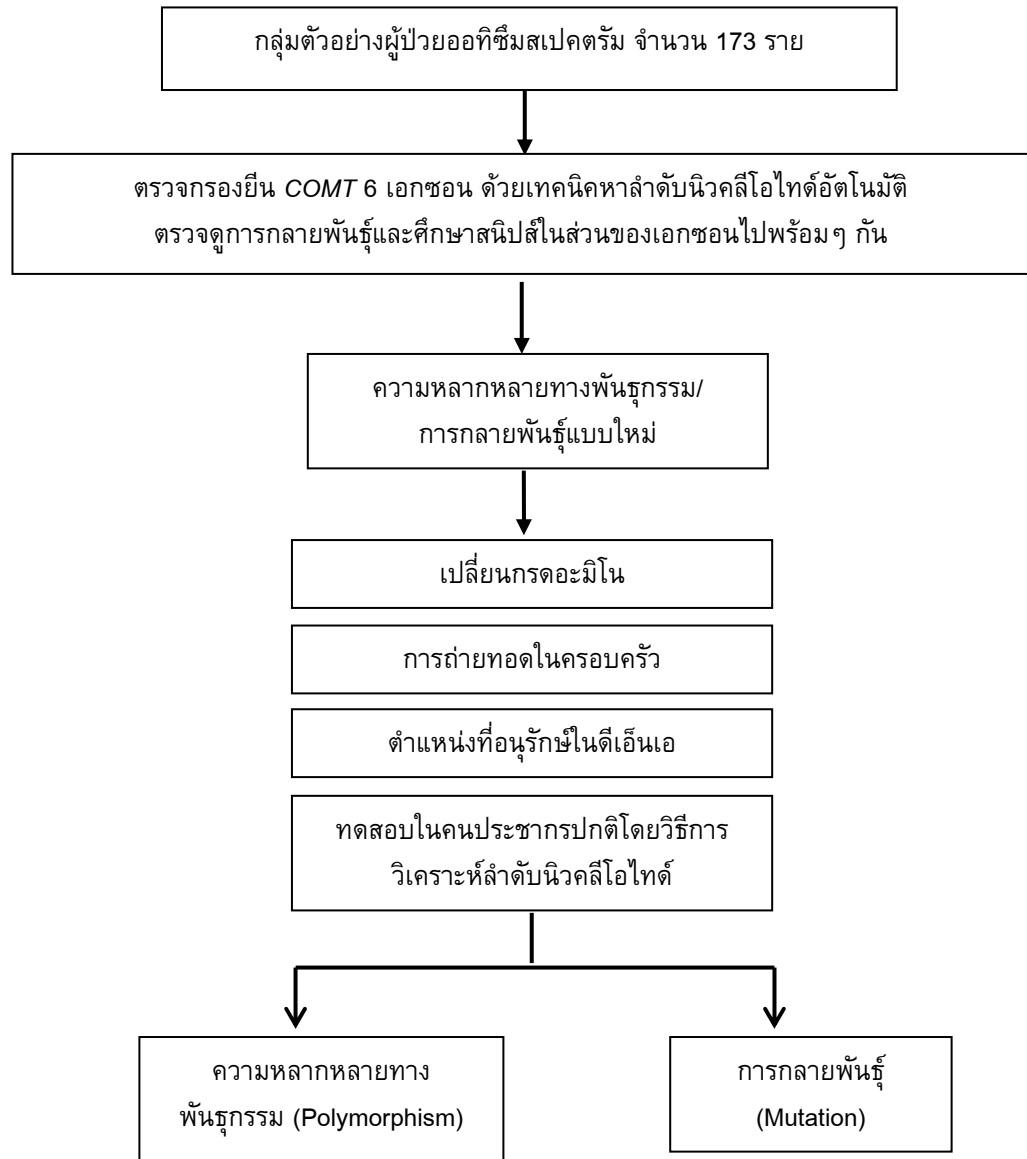 กลุ่มตัวอย่างผู้ป่วยออทิซึมสเปคตรัม จำนวน 173 ราย
ตรวจกรองยีน COMT 6 เอกซอน ด้วยเทคนิคหาลำดับนิวคลีโอไทด์อัตโนมัติ
ตรวจดูการกลายพันธุ์และศึกษาสนิปส์ในส่วนของเอกซอนไปพร้อมๆ กัน
ความหลากหลายทางพันธุกรรม/
การกลายพันธุ์แบบใหม่
เปลี่ยนกรดอะมิโน
การถ่ายทอดในครอบครัว
ตำแหน่งที่อนุรักษ์ในดีเอ็นเอ
ทดสอบในคนประชากรปกติโดยวิธีการ
วิเคราะห์ลำดับนิวคลีโอไทด์
ความหลากหลายทาง
พันธุกรรม (Polymorphism)
การกลายพันธุ์
(Mutation)